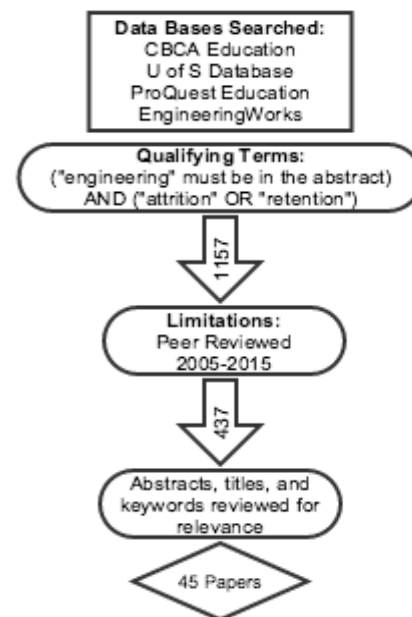 Data Bases Searched:
CBCA Education
U of S Database
ProQuest Education
EngineeringWorks
Qualifying Terms:
("engineering" must be in the abstract)
AND ("attrition" OR "retention")
1157
Limitations:
Peer Reviewed
2005-2015
437
Abstracts, titles, and
keywords reviewed for
relevance
45 Papers